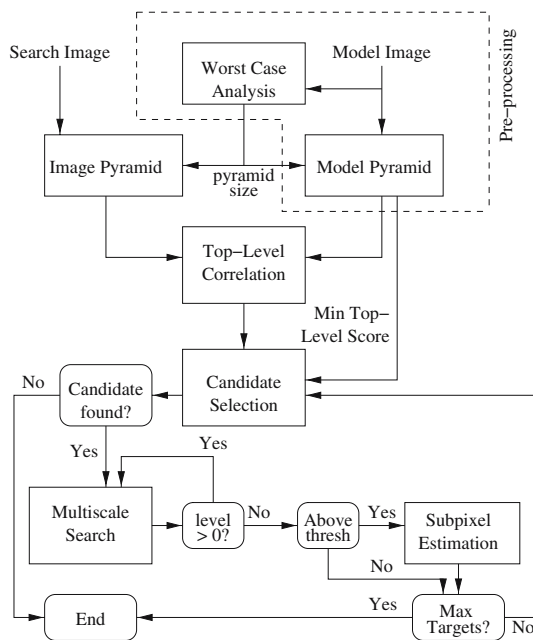 Search Image
Model Image
Pre-processing
Worst Case
Analysis
Image Pyramid
pyramid
size
Model Pyramid
Top-Level
Correlation
Min Top-
Level Score
No
Candidate
found?
Candidate
Selection
Yes
Yes
Multiscale
Search
level
> 0?
No
Above
thresh
Yes
Subpixel
Estimation
No
End
Yes
Max
Targets?
No